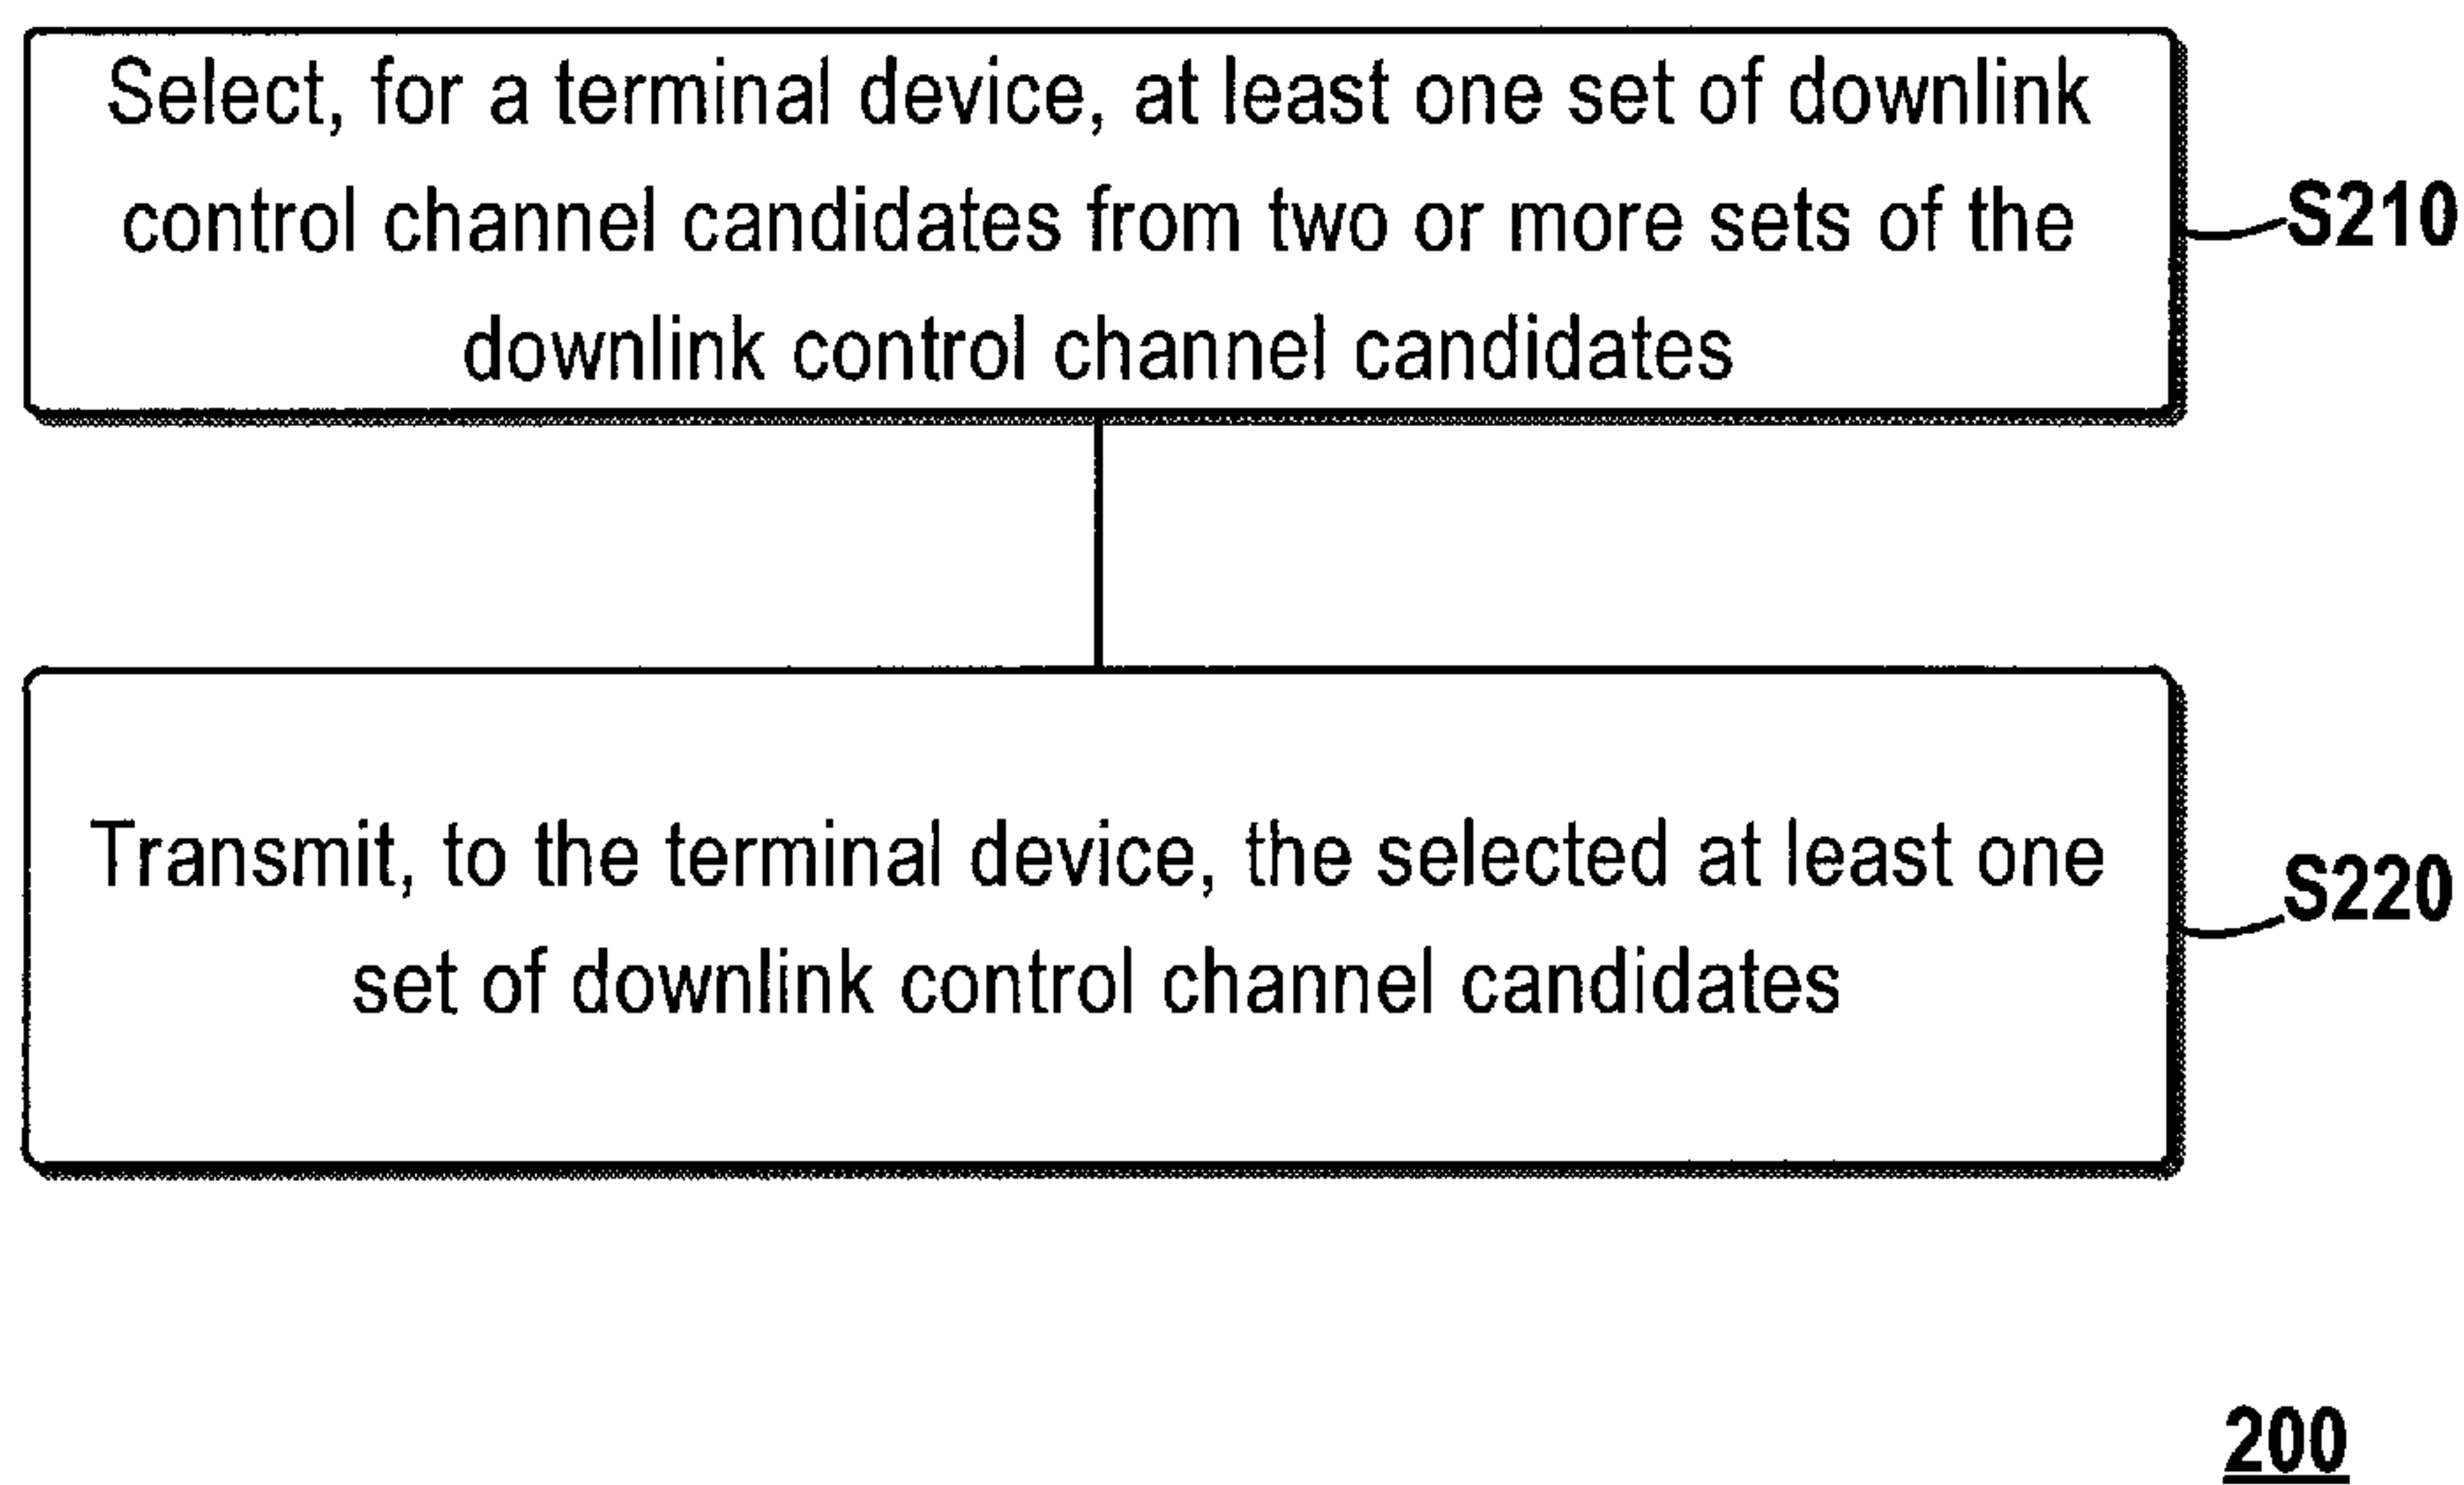 Select, for a terminal device, at least one set of downlink
control channel candidates from two or more sets of the
downlink control channel candidates
S210
Transmit, to the terminal device, the selected at least one
set of downlink control channel candidates
S220
200